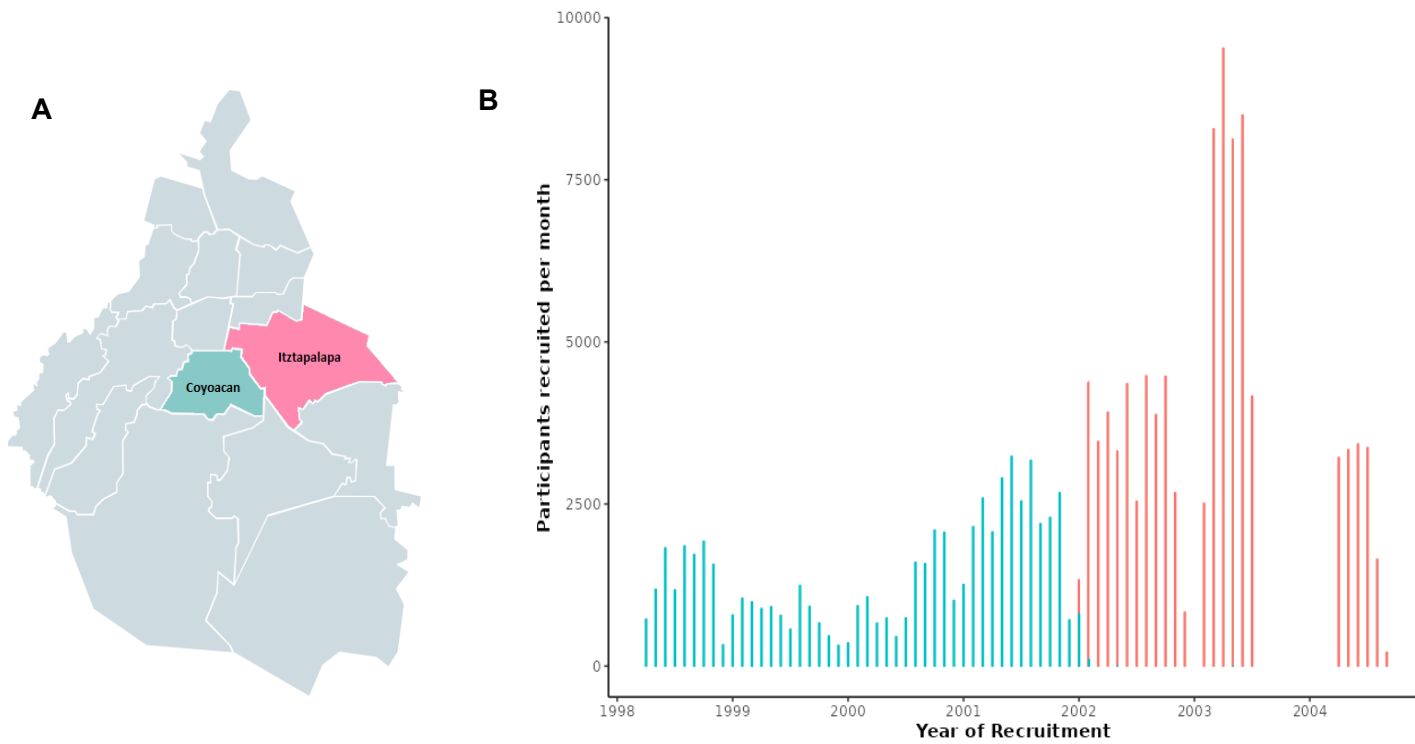 A
B
Itztapalapa
Coyoacan
Participants recruited per month
10000
7500
5000
2500
0
1998 1999 2000 2001 2002 2003 2004
Year of Recruitment